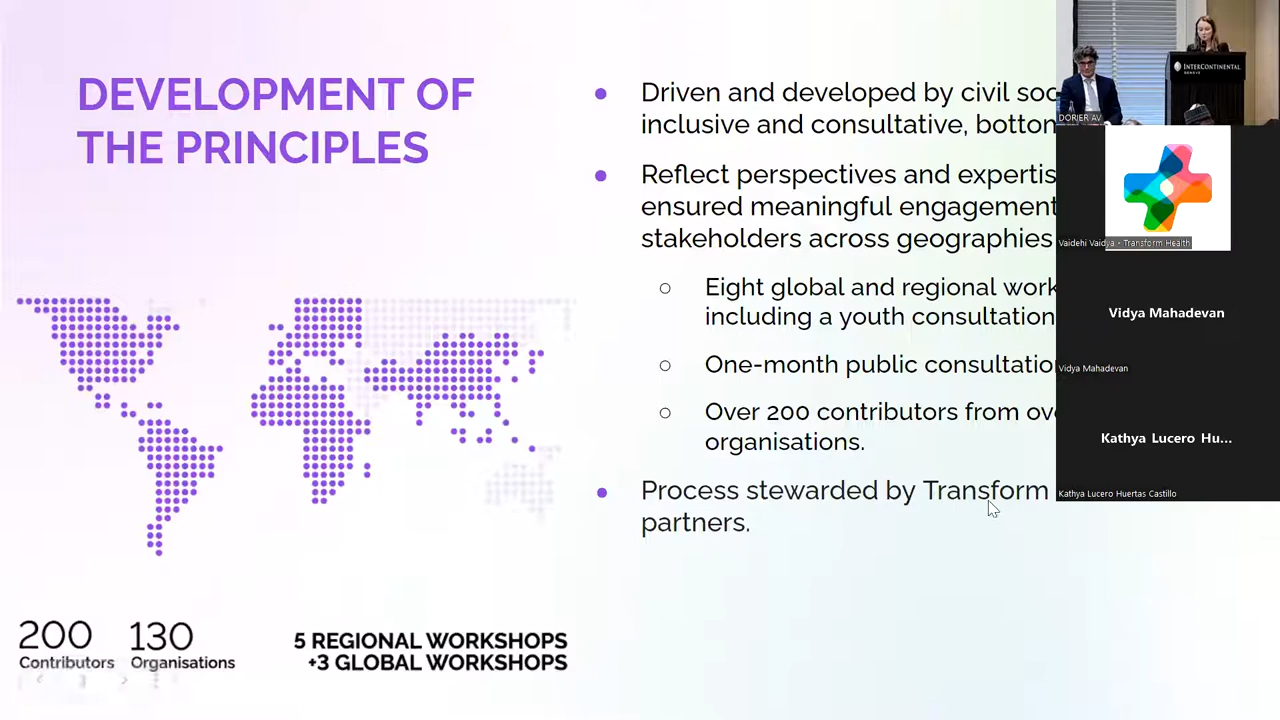 DEVELOPMENT OF
THE PRINCIPLES
200
Contributors
130
Organisations
5 REGIONAL WORKSHOPS
+3 GLOBAL WORKSHOPS
Driven and developed by civil soc
inclusive and consultative, bottom
Reflect perspectives and expertis
ensured meaningful engagement
stakeholders across geographies
Eight global and regional work
including a youth consultation
One-month public consultatio
Over 200 contributors from ov
organisations.
Process stewarded by Transform
partners.
INTERCONTINENTAL
DORIER AV
Vaidehi Vaidya - Transform Health
Vidya Mahadevan
Vidya Mahadevan
Kathya Lucero Hu...
Kathya Lucero Huertas Castillo